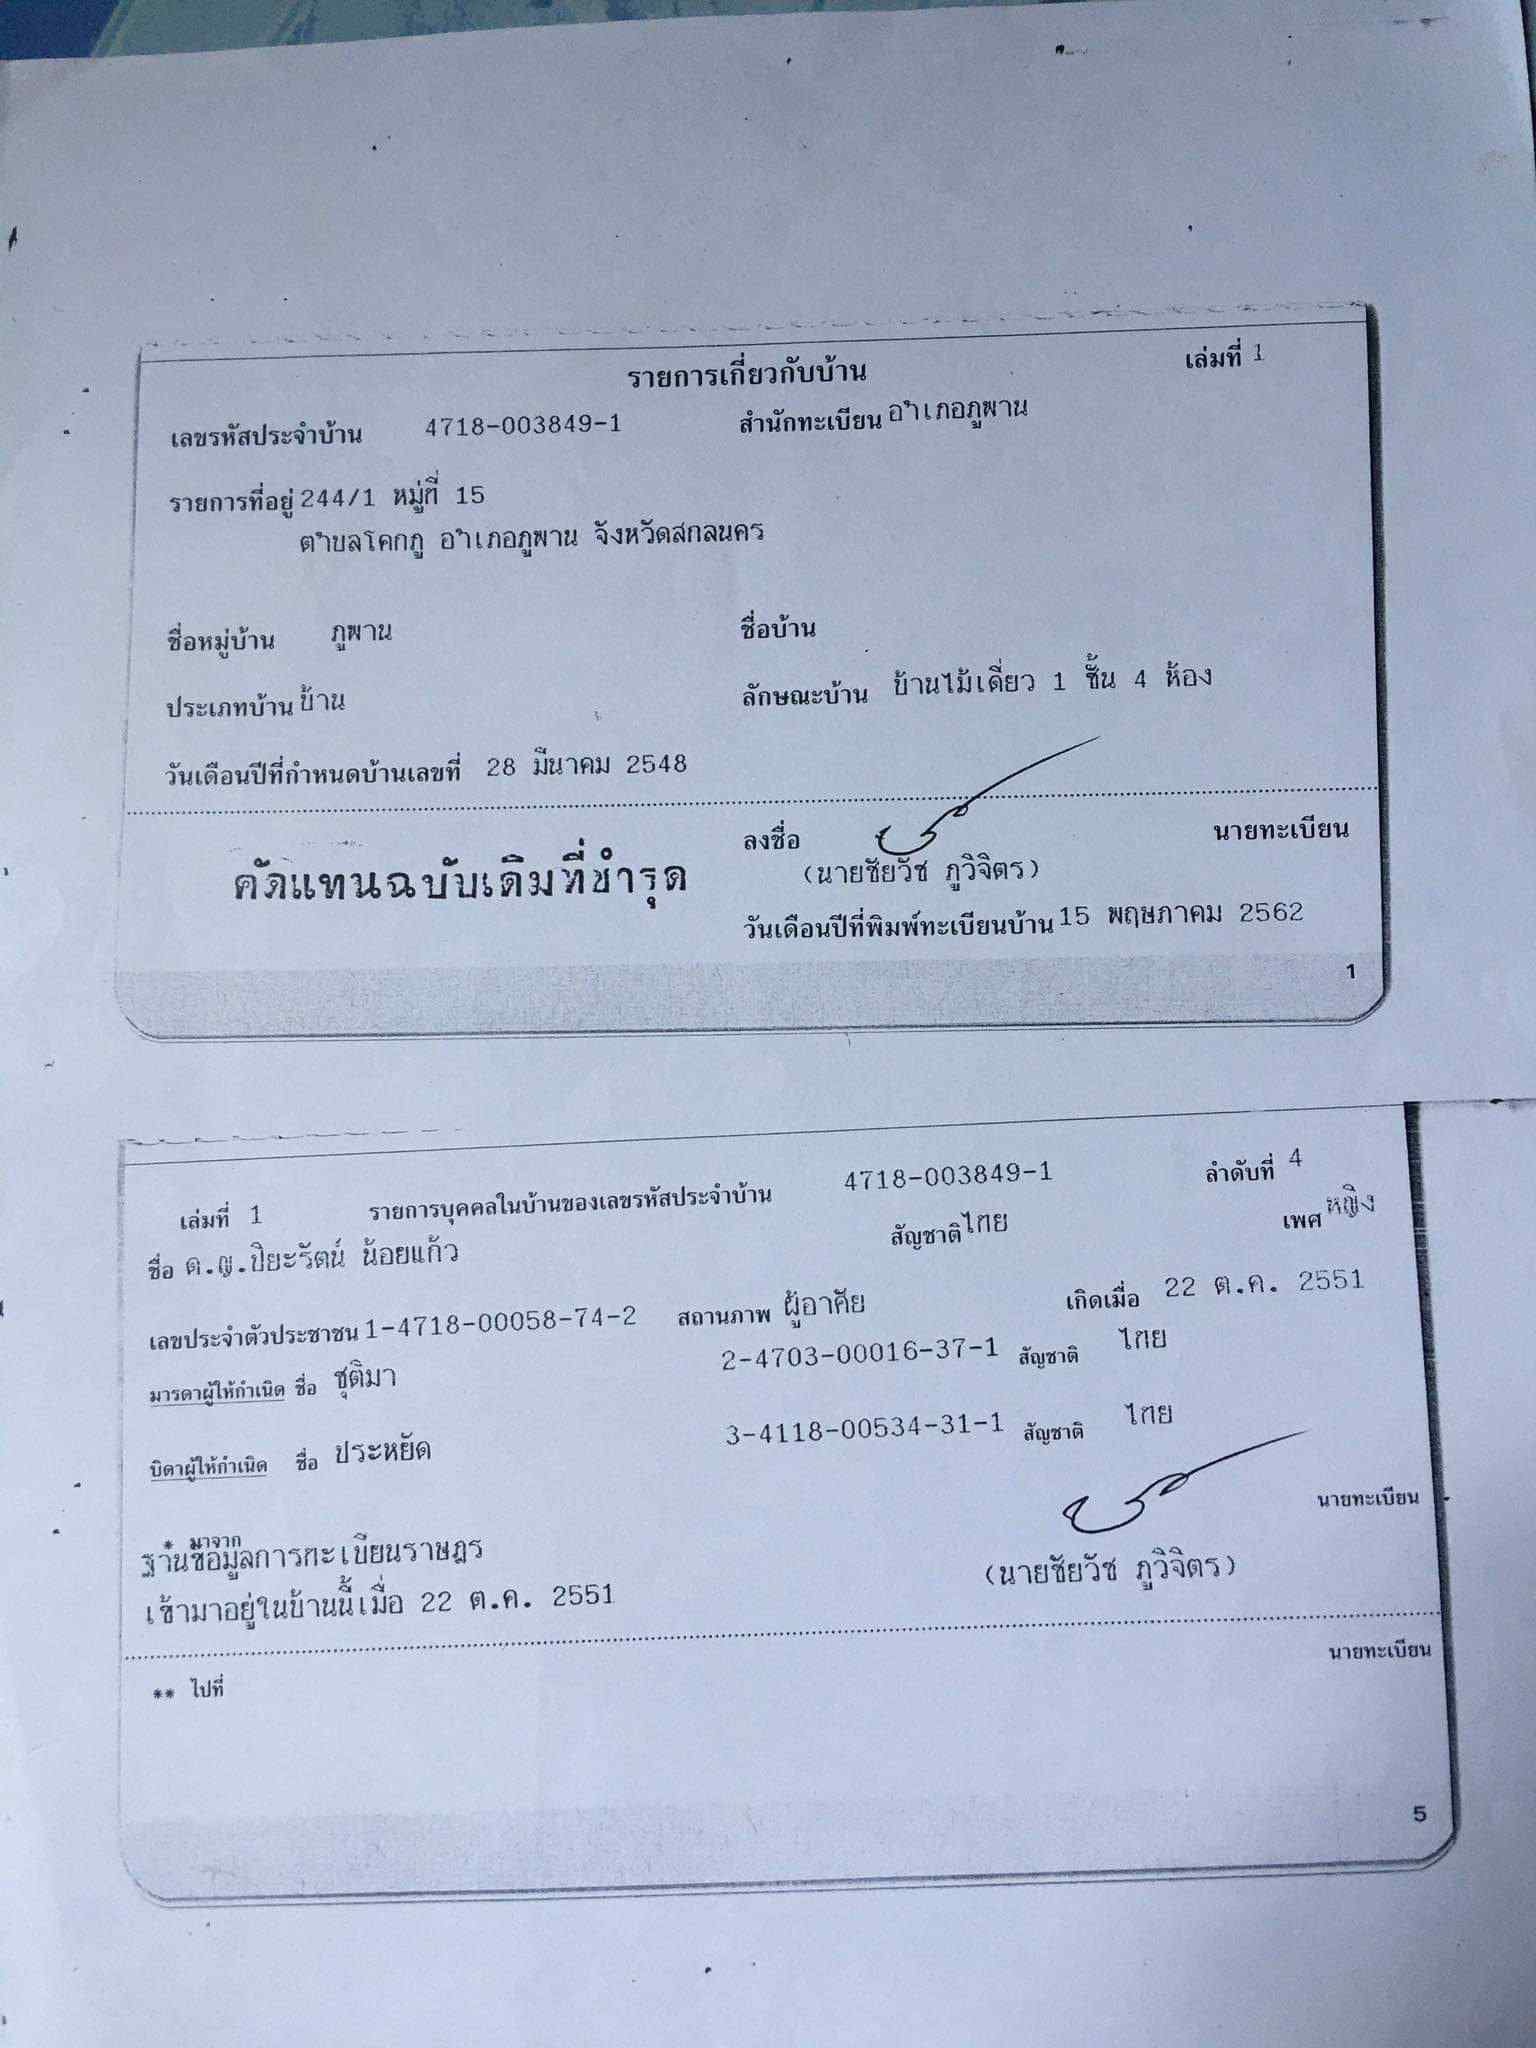 รายการเกี่ยวกับบ้าน เล่มที่ 1
เลขรหัสประจำบ้าน 4718-003849-1 สำนักทะเบียน อำเภอภูพาน
รายการที่อยู่ 244/1 หมู่ที่ 15
ตำบลโคกภู อำเภอภูพาน จังหวัดสกลนคร
ชื่อหมู่บ้าน ภูพาน ชื่อบ้าน
ประเภทบ้าน บ้าน ลักษณะบ้าน บ้านไม้เดี่ยว 1 ชั้น 4 ห้อง
วันเดือนปีที่กำหนดบ้านเลขที่ 28 มีนาคม 2548
ลงชื่อ นายทะเบียน
คัดแทนฉบับเดิมที่ชำรุด (นายชัยวัช ภูวิจิตร)
วันเดือนปีที่พิมพ์ทะเบียนบ้าน 15 พฤษภาคม 2562
1
เล่มที่ 1 รายการบุคคลในบ้านของเลขรหัสประจำบ้าน 4718-003849-1 ลำดับที่ 4
ชื่อ ด.ญ.ปิยะรัตน์ น้อยแก้ว สัญชาติ ไทย เพศ หญิง
เลขประจำตัวประชาชน 1-4718-00058-74-2 สถานภาพ ผู้อาศัย เกิดเมื่อ 22 ต.ค. 2551
มารดาผู้ให้กำเนิด ชื่อ ชุติมา 2-4703-00016-37-1 สัญชาติ ไทย
บิดาผู้ให้กำเนิด ชื่อ ประหยัด 3-4118-00534-31-1 สัญชาติ ไทย
* มาจาก นายทะเบียน
ฐานข้อมูลการทะเบียนราษฎร (นายชัยวัช ภูวิจิตร)
เข้ามาอยู่ในบ้านนี้เมื่อ 22 ต.ค. 2551
** ไปที่ นายทะเบียน
5